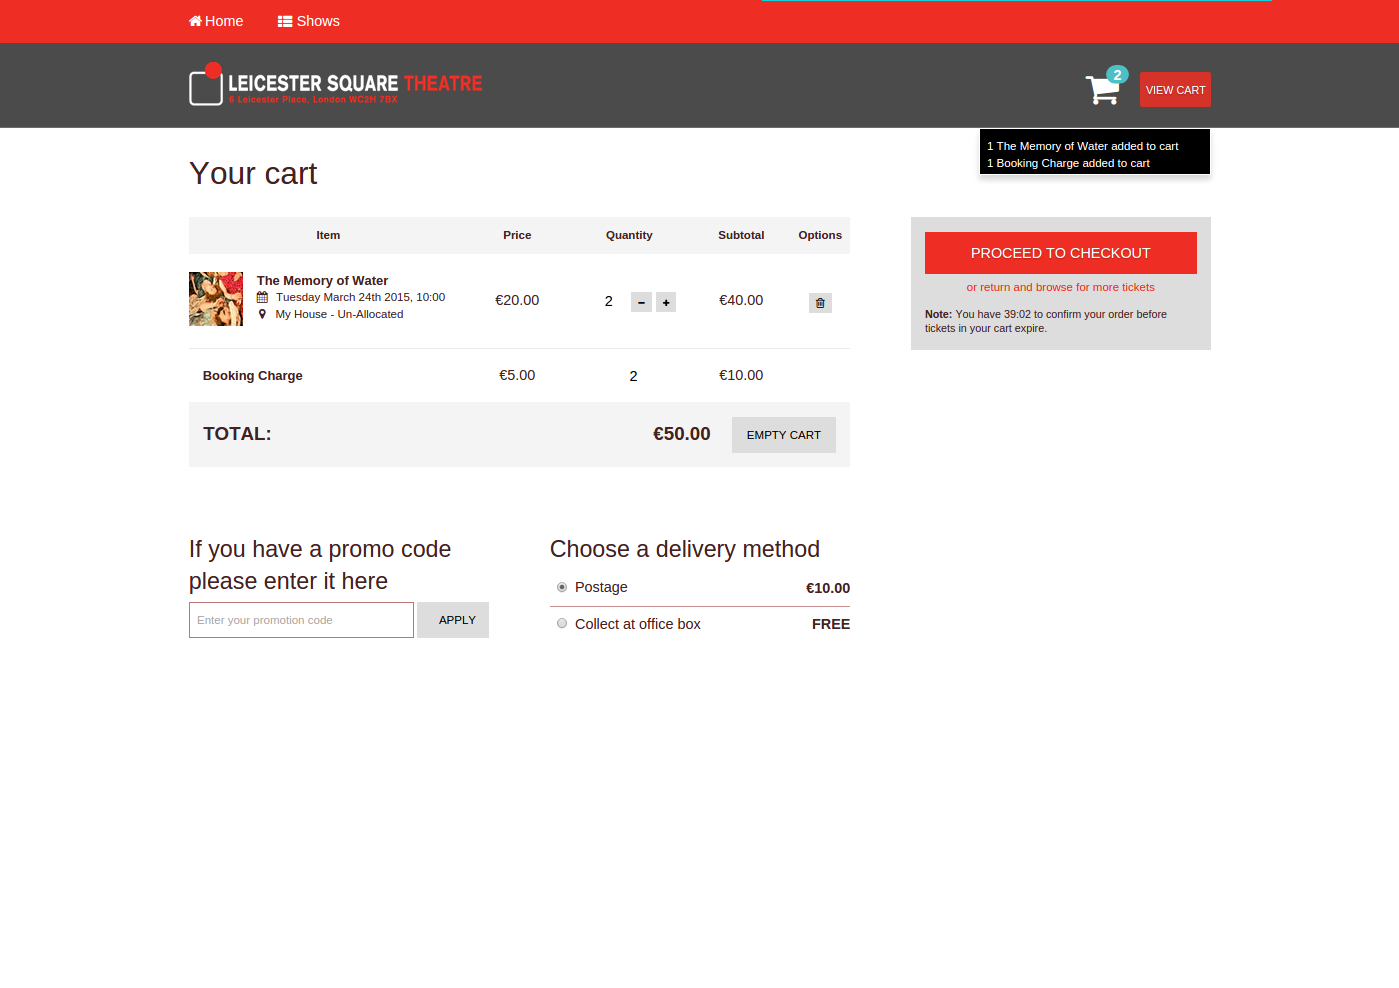 Home Shows
LEICESTER SQUARE THEATRE
6 Leicester Place, London WC2H 7BX
2
VIEW CART
1 The Memory of Water added to cart
1 Booking Charge added to cart
Your cart
Item Price Quantity Subtotal Options
The Memory of Water
Tuesday March 24th 2015, 10:00
My House - Un-Allocated
€20.00 2 - + €40.00
Booking Charge €5.00 2 €10.00
TOTAL: €50.00 EMPTY CART
PROCEED TO CHECKOUT
or return and browse for more tickets
Note: You have 39:02 to confirm your order before
tickets in your cart expire.
If you have a promo code
please enter it here
Enter your promotion code APPLY
Choose a delivery method
Postage €10.00
Collect at office box FREE